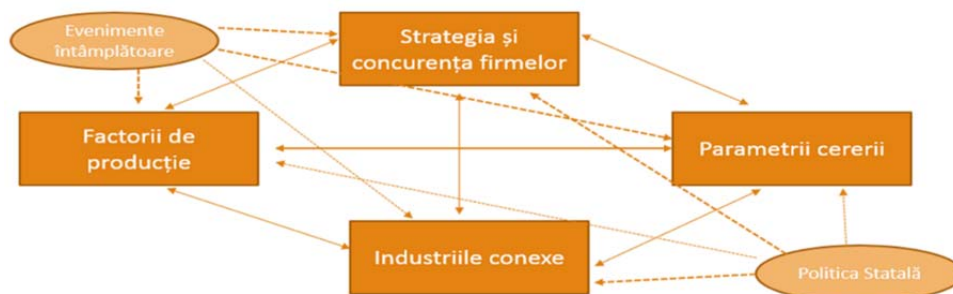 Evenimente
întâmplătoare
Strategia și
concurența firmelor
Factorii de
producție
Parametrii cererii
Industriile conexe
Politica Statală